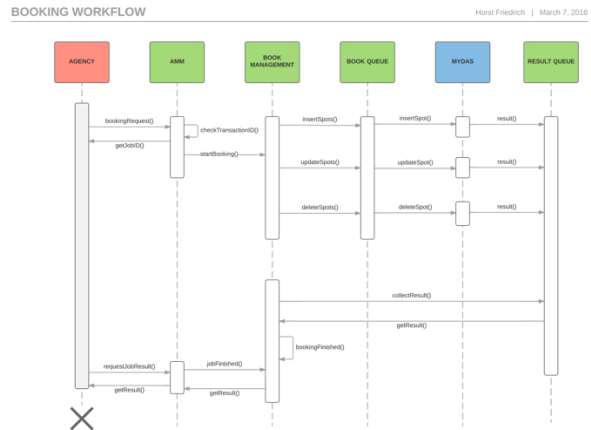 BOOKING WORKFLOW
Horst Friedrich | March 7, 2016
AGENCY
AMM
BOOK
MANAGEMENT
BOOK QUEUE
MYDAS
RESULT QUEUE
bookingRequest()
checkTransactionID()
getJobID()
startBooking()
insertSpots()
insertSpot()
result()
updateSpots()
updateSpot()
result()
deleteSpots()
deleteSpot()
result()
collectResult()
getResult()
bookingFinished()
requestJobResult()
jobFinished()
getResult()
getResult()